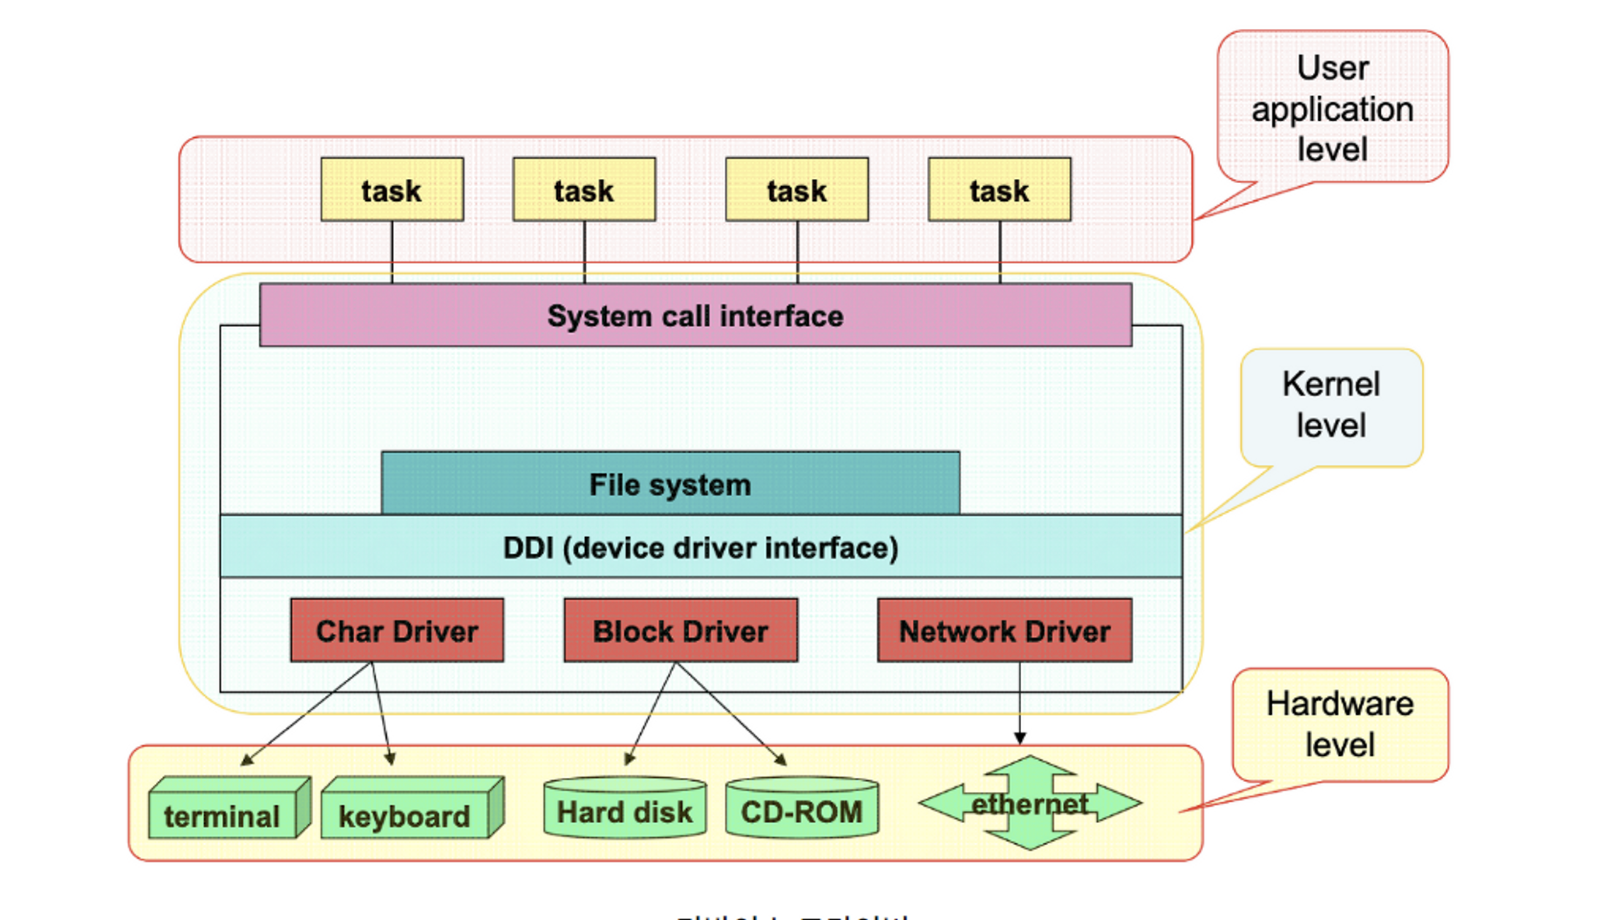 User
application
level
task task task task
System call interface
Kernel
level
File system
DDI (device driver interface)
Char Driver Block Driver Network Driver
Hardware
level
terminal keyboard Hard disk CD-ROM ethernet